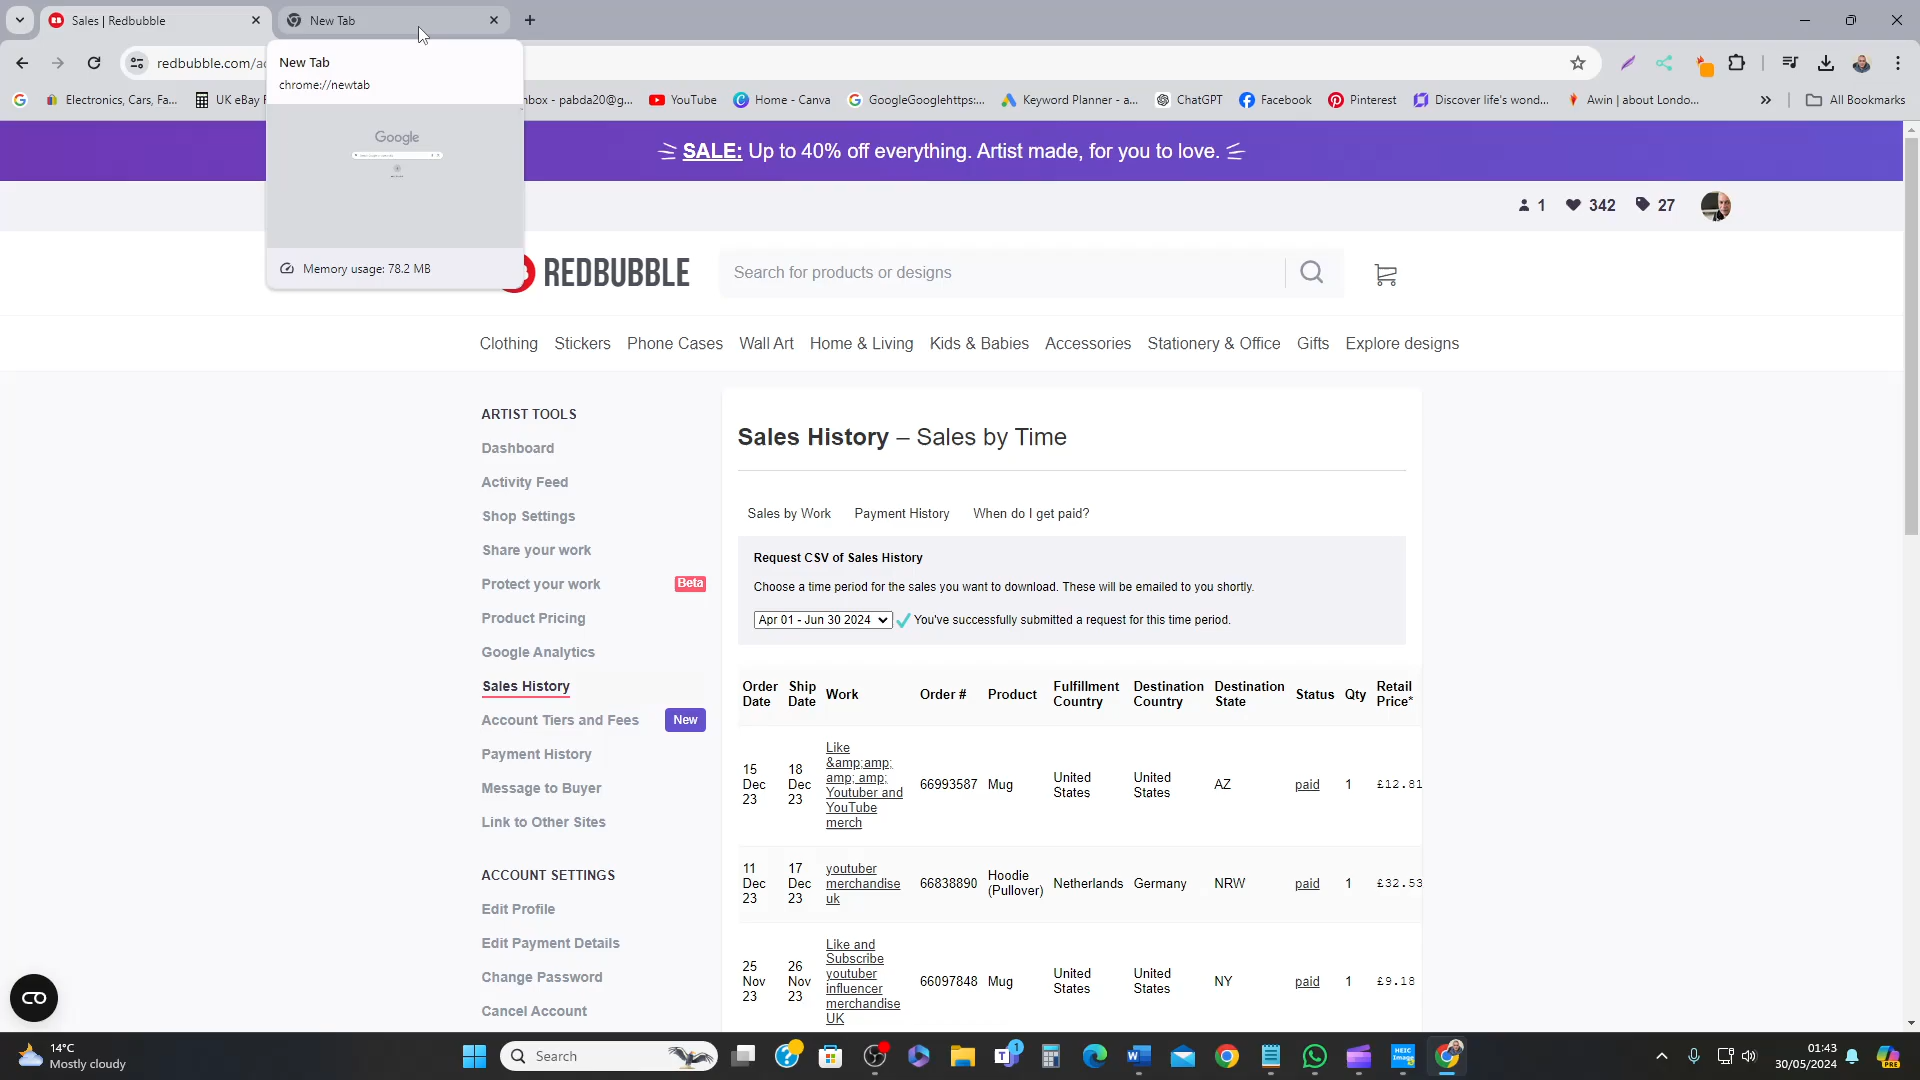 Sales | Redbubble
New Tab
redbubble.com/ac
New Tab
chrome://newtab
Electronics, Cars, Fa...
UK eBay F
nbox - pabda20@g...
YouTube
Home - Canva
GoogleGooglehttps:...
Keyword Planner - a...
ChatGPT
Facebook
Pinterest
Discover life's wond...
Awin | about Londo...
All Bookmarks
Google
Memory usage: 78.2 MB
SALE: Up to 40% off everything. Artist made, for you to love.
1
342
27
REDBUBBLE
Search for products or designs
Clothing Stickers Phone Cases Wall Art Home & Living Kids & Babies Accessories Stationery & Office Gifts Explore designs
ARTIST TOOLS
Dashboard
Activity Feed
Shop Settings
Share your work
Protect your work Beta
Product Pricing
Google Analytics
Sales History
Account Tiers and Fees New
Payment History
Message to Buyer
Link to Other Sites
ACCOUNT SETTINGS
Edit Profile
Edit Payment Details
Change Password
Cancel Account
Sales History – Sales by Time
Sales by Work Payment History When do I get paid?
Request CSV of Sales History
Choose a time period for the sales you want to download. These will be emailed to you shortly.
Apr 01 - Jun 30 2024 You've successfully submitted a request for this time period.
Order Date Ship Date Work Order # Product Fulfillment Country Destination Country Destination State Status Qty Retail Price*
15 Dec 23 18 Dec 23 Like &amp;amp; amp; amp; Youtuber and YouTube merch 66993587 Mug United States United States AZ paid 1 £12.81
11 Dec 23 17 Dec 23 youtuber merchandise uk 66838890 Hoodie (Pullover) Netherlands Germany NRW paid 1 £32.53
25 Nov 23 26 Nov 23 Like and Subscribe youtuber influencer merchandise UK 66097848 Mug United States United States NY paid 1 £9.18
14°C
Mostly cloudy
Search
1
HEIC
Image
01:43
30/05/2024
PRE